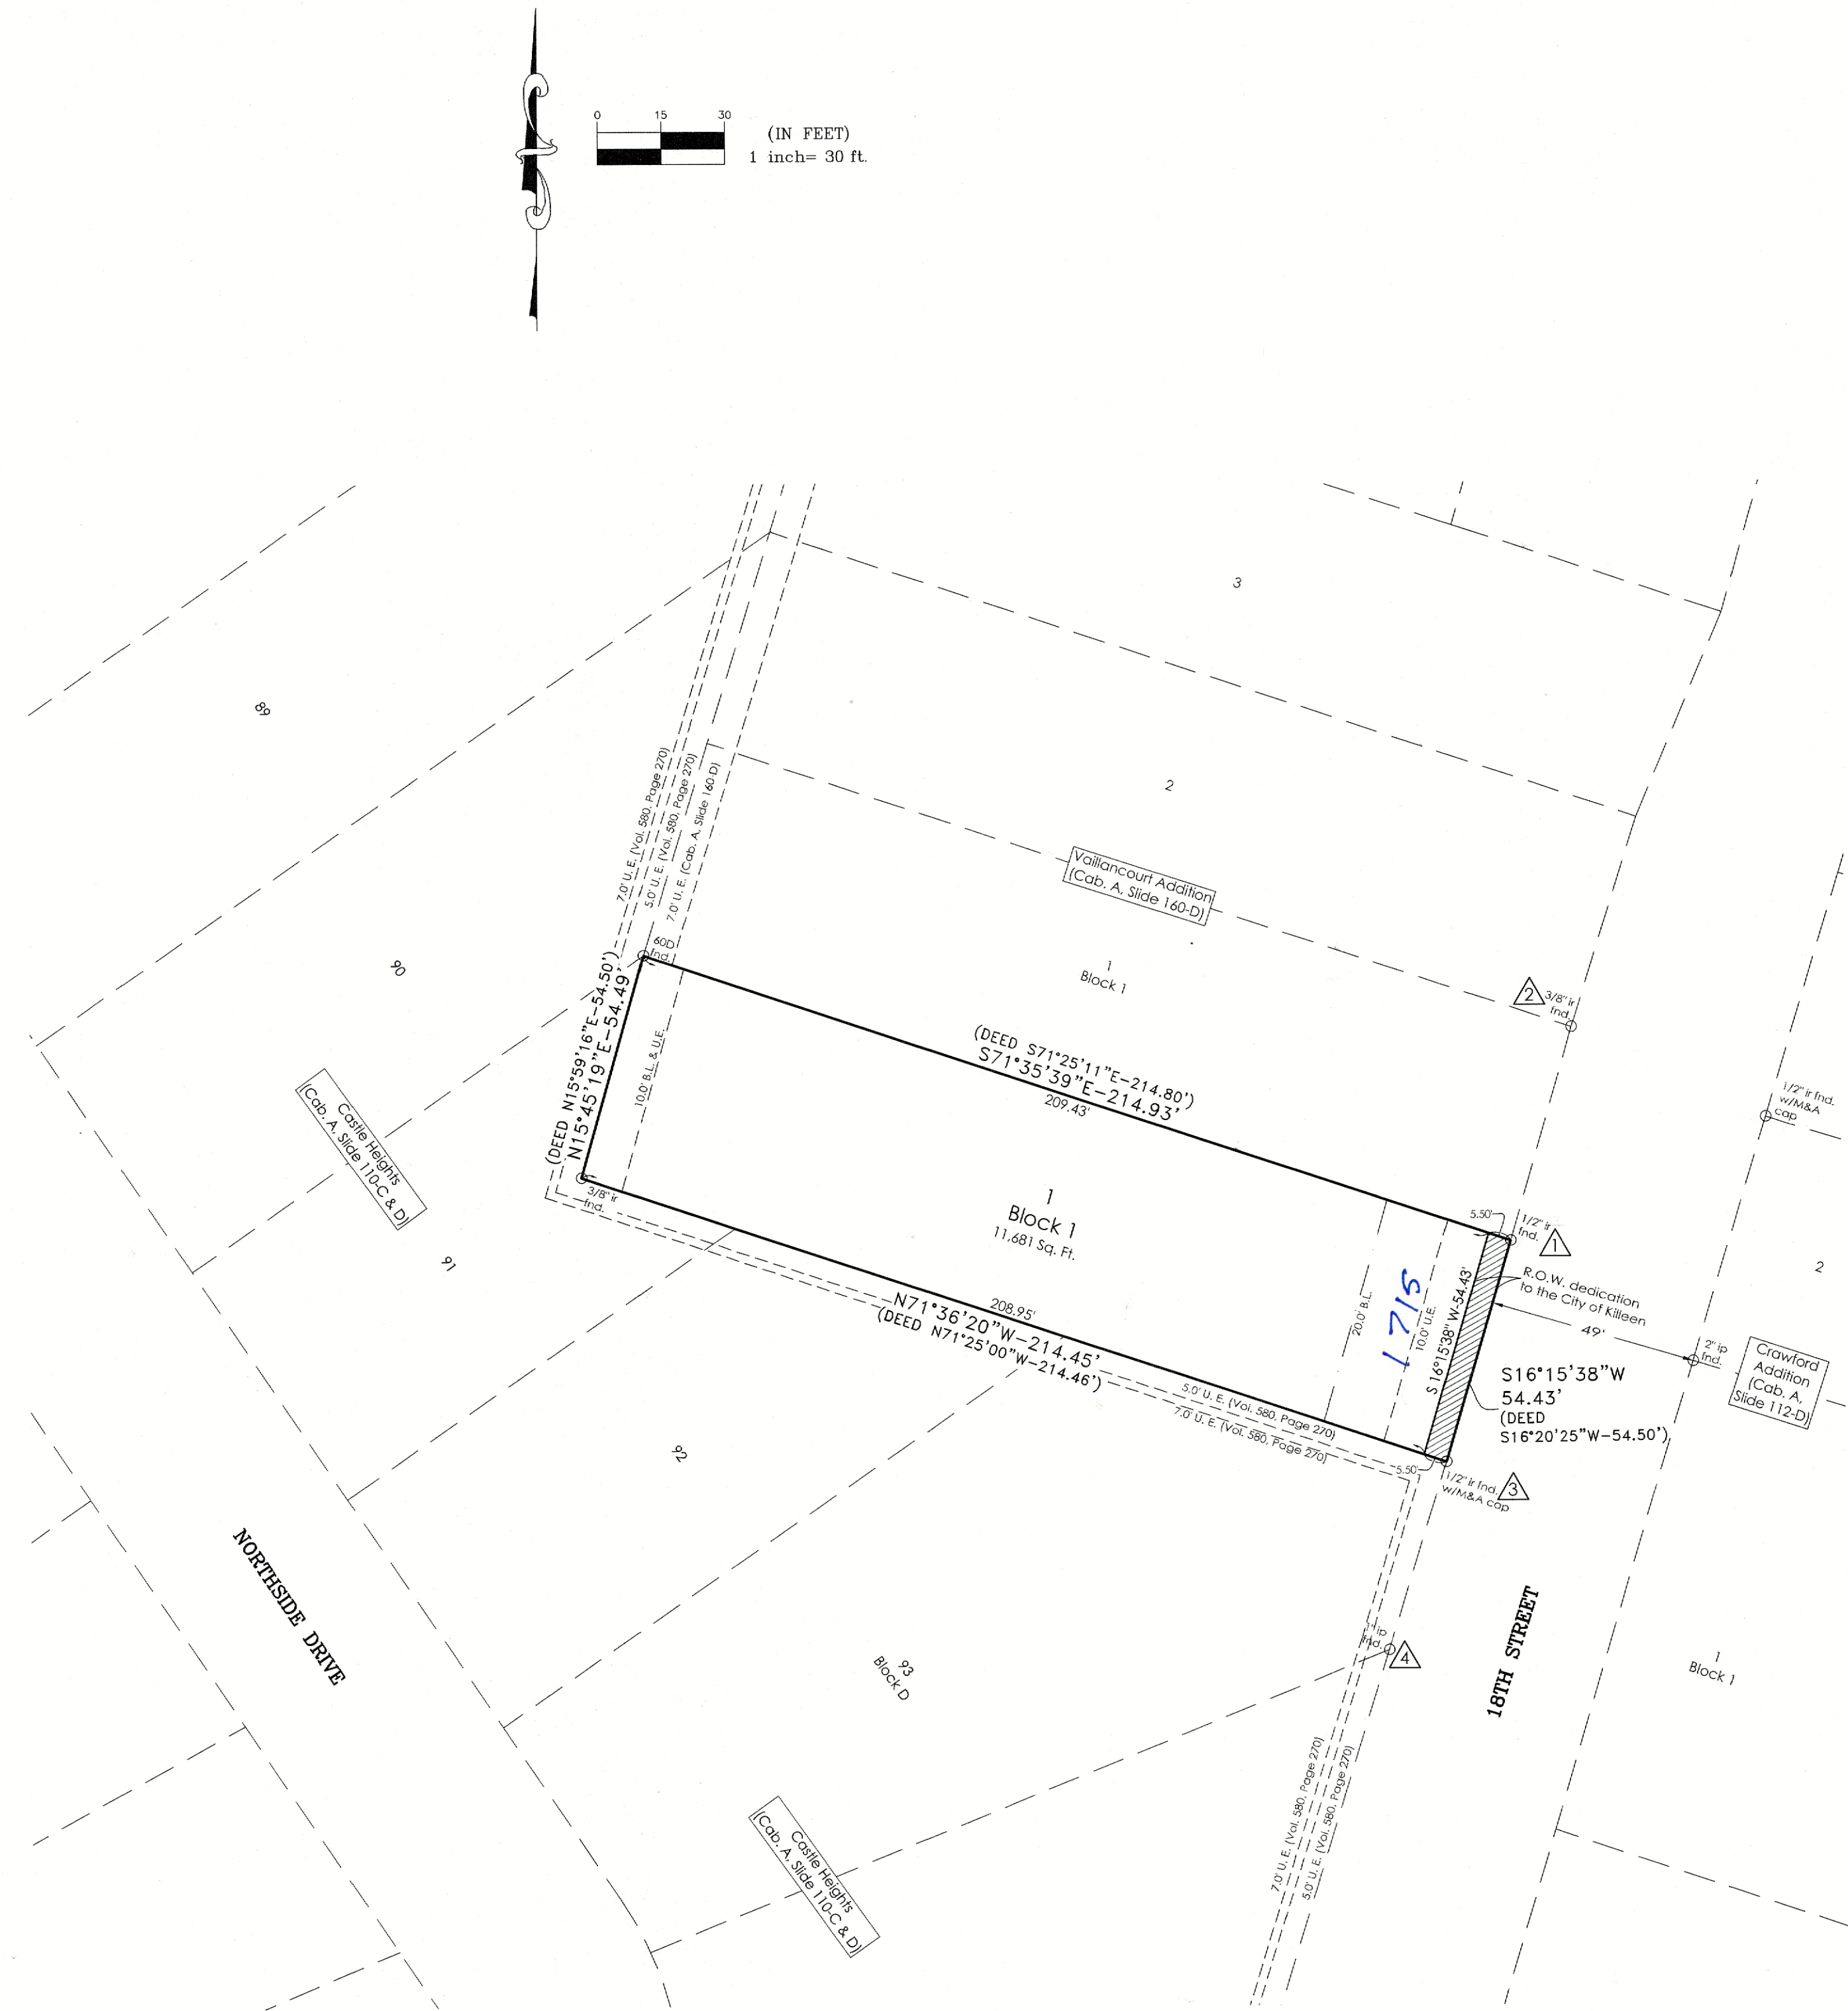 0 15 30
(IN FEET)
1 inch= 30 ft.
3
89
2
7.0' U. E. (Vol. 580, Page 270)
5.0' U. E. (Vol. 580, Page 270)
7.0' U. E. (Cab. A, Slide 160-D)
Vaillancourt Addition
(Cab. A, Slide 160-D)
60D
fnd.
90
1
Block 1
2
3/8" ir
fnd.
(DEED N15°59'16"E-54.50')
N15°45'19"E-54.49'
10.0' B.L. & U.E.
(DEED S71°25'11"E-214.80')
S71°35'39"E-214.93'
209.43'
1/2" ir fnd.
w/M&A
cap
Castle Heights
(Cab. A, Slide 110-C & D)
3/8" ir
fnd.
1
Block 1
11,681 Sq. Ft.
5.50'
1/2" ir
fnd.
1
91
2
R.O.W. dedication
to the City of Killeen
49'
20.0' B.L.
1715
10.0' U.E.
S 16°15'38" W-54.43'
208.95'
N71°36'20"W-214.45'
(DEED N71°25'00"W-214.46')
2" ip
fnd.
Crawford
Addition
(Cab. A,
Slide 112-D)
S16°15'38"W
54.43'
(DEED
S16°20'25"W-54.50')
5.0' U. E. (Vol. 580, Page 270)
7.0' U. E. (Vol. 580, Page 270)
5.50'
1/2" ir fnd.
w/M&A cap
3
92
NORTHSIDE DRIVE
1" ip
fnd.
4
18TH STREET
93
Block D
1
Block 1
7.0' U. E. (Vol. 580, Page 270)
5.0' U. E. (Vol. 580, Page 270)
Castle Heights
(Cab. A, Slide 110-C & D)